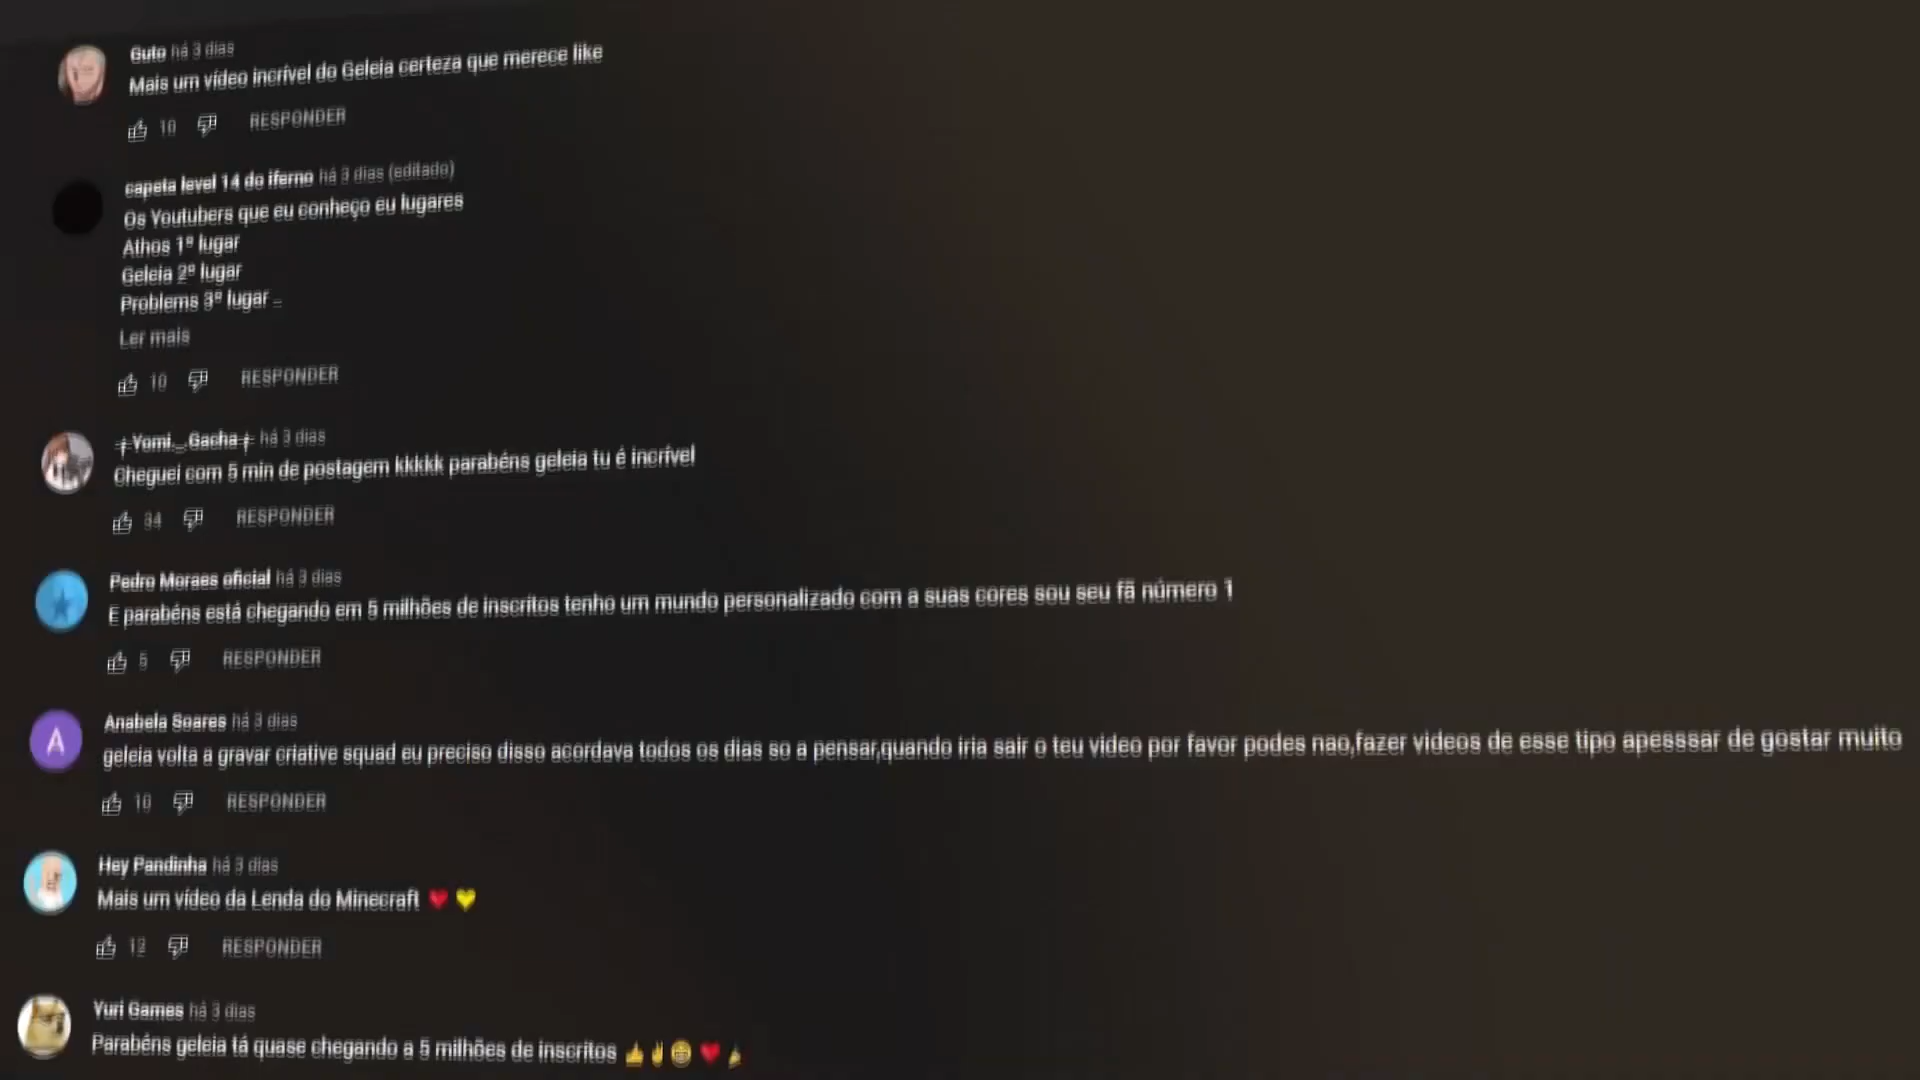 Guto há 3 dias
Mais um vídeo incrível do Geleia certeza que merece like
10 RESPONDER
capeta level 14 do iferno há 3 dias (editado)
Os Youtubers que eu conheço eu lugares
Athos 1º lugar
Geleia 2º lugar
Problems 3º lugar
Ler mais
10 RESPONDER
Yomi._.Gacha há 3 dias
Cheguei com 5 min de postagem kkkkk parabéns geleia tu é incrível
34 RESPONDER
Pedro Moraes oficial há 3 dias
E parabéns está chegando em 5 milhões de inscritos tenho um mundo personalizado com a suas cores sou seu fã número 1
5 RESPONDER
A
Anabela Soares há 3 dias
geleia volta a gravar criative squad eu preciso disso acordava todos os dias so a pensar,quando iria sair o teu video por favor podes nao,fazer videos de esse tipo apesssar de gostar muito
10 RESPONDER
Hey Pandinha há 3 dias
Mais um vídeo da Lenda do Minecraft ❤️ 💛
12 RESPONDER
Yuri Games há 3 dias
Parabéns geleia tá quase chegando a 5 milhões de inscritos